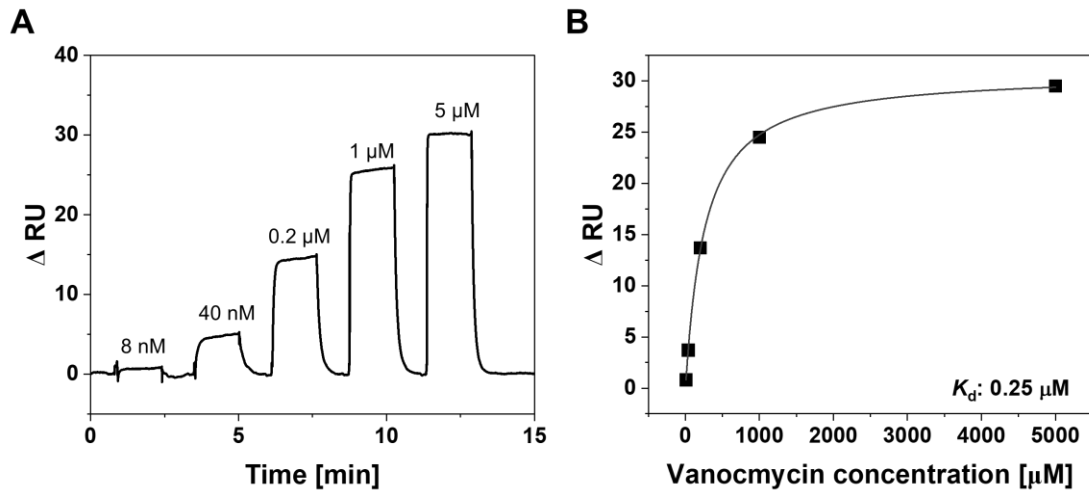 A
Δ RU
40
30
20
10
0
8 nM
40 nM
0.2 µM
1 µM
5 µM
0
5
10
15
Time [min]
B
Δ RU
30
25
20
15
10
5
0
K d: 0.25 µM
0
1000
2000
3000
4000
5000
Vanocmycin concentration [µM]